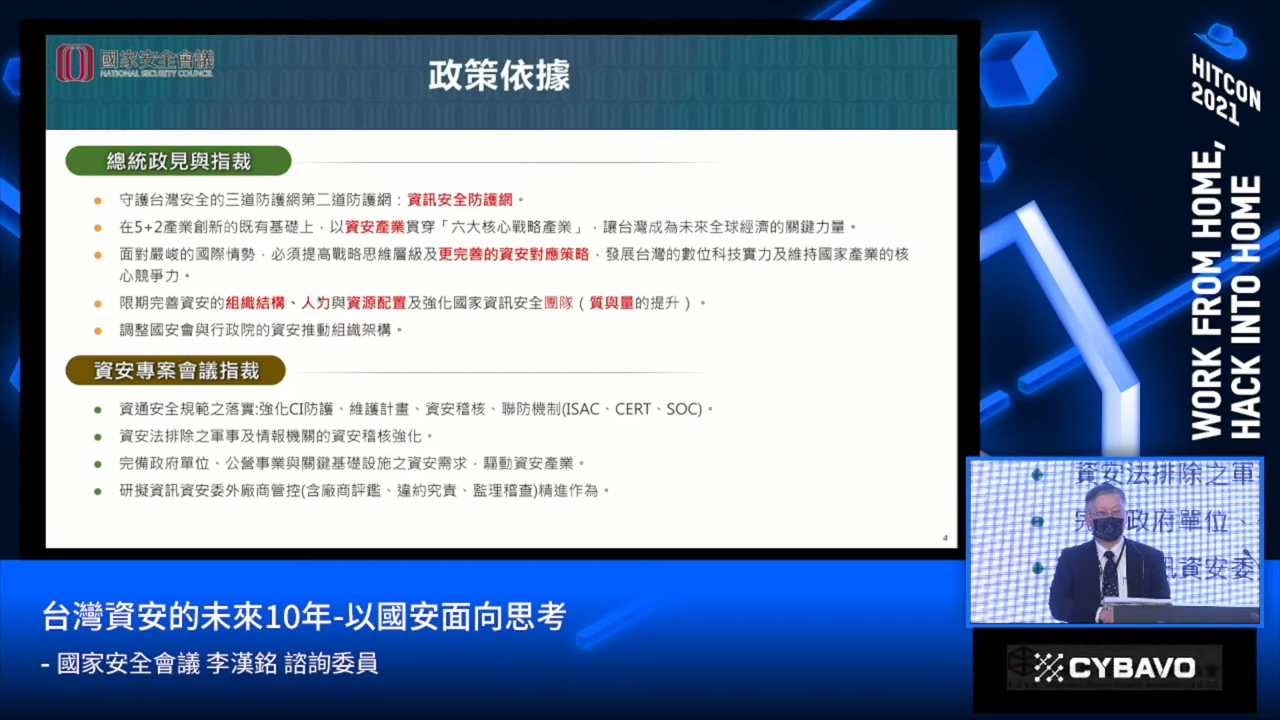 國家安全會議
NATIONAL SECURITY COUNCIL
政策依據
總統政見與指裁
守護台灣安全的三道防護網第二道防護網：資訊安全防護網。
在5+2產業創新的既有基礎上，以資安產業貫穿「六大核心戰略產業」，讓台灣成為未來全球經濟的關鍵力量。
面對嚴峻的國際情勢，必須提高戰略思維層級及更完善的資安對應策略，發展台灣的數位科技實力及維持國家產業的核
心競爭力。
限期完善資安的組織結構、人力與資源配置及強化國家資訊安全團隊（質與量的提升）。
調整國安會與行政院的資安推動組織架構。
資安專案會議指裁
資通安全規範之落實:強化CI防護、維護計畫、資安稽核、聯防機制(ISAC、CERT、SOC)。
資安法排除之軍事及情報機關的資安稽核強化。
完備政府單位、公營事業與關鍵基礎設施之資安需求，驅動資安產業。
研擬資訊資安委外廠商管控(含廠商評鑑、違約究責、監理稽查)精進作為。
4
HITCON
2021
WORK FROM HOME,
HACK INTO HOME
資安法排除之軍
政府單位、
訊資安委
台灣資安的未來10年-以國安面向思考
- 國家安全會議 李漢銘 諮詢委員
CYBAVO